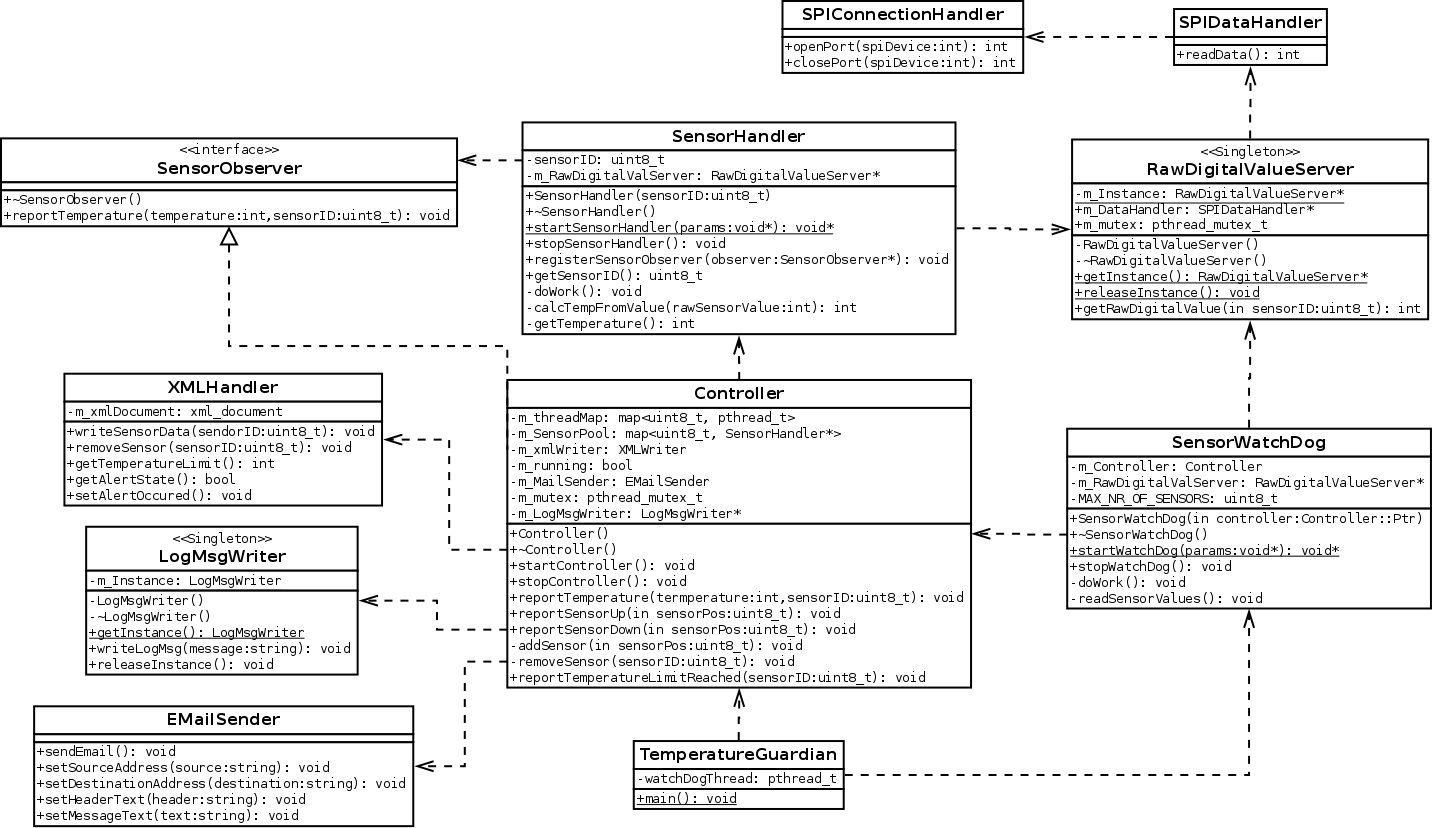 SPIConnectionHandler
+openPort(spiDevice:int): int
+closePort(spiDevice:int): int
SPIDataHandler
+readData(): int
<<interface>>
SensorObserver
+~SensorObserver()
+reportTemperature(temperature:int,sensorID:uint8_t): void
SensorHandler
-sensorID: uint8_t
-m_RawDigitalValServer: RawDigitalValueServer*
+SensorHandler(sensorID:uint8_t)
+~SensorHandler()
+startSensorHandler(params:void*): void*
+stopSensorHandler(): void
+registerSensorObserver(observer:SensorObserver*): void
+getSensorID(): uint8_t
-doWork(): void
-calcTempFromValue(rawSensorValue:int): int
-getTemperature(): int
<<Singleton>>
RawDigitalValueServer
-m_Instance: RawDigitalValueServer*
+m_DataHandler: SPIDataHandler*
+m_mutex: pthread_mutex_t
-RawDigitalValueServer()
-~RawDigitalValueServer()
+getInstance(): RawDigitalValueServer*
+releaseInstance(): void
+getRawDigitalValue(in sensorID:uint8_t): int
XMLHandler
-m_xmlDocument: xml_document
+writeSensorData(sendorID:uint8_t): void
+removeSensor(sensorID:uint8_t): void
+getTemperatureLimit(): int
+getAlertState(): bool
+setAlertOccured(): void
Controller
-m_threadMap: map<uint8_t, pthread_t>
-m_SensorPool: map<uint8_t, SensorHandler*>
-m_xmlWriter: XMLWriter
-m_running: bool
-m_MailSender: EMailSender
-m_mutex: pthread_mutex_t
-m_LogMsgWriter: LogMsgWriter*
+Controller()
+~Controller()
+startController(): void
+stopController(): void
+reportTemperature(termperature:int,sensorID:uint8_t): void
+reportSensorUp(in sensorPos:uint8_t): void
+reportSensorDown(in sensorPos:uint8_t): void
-addSensor(in sensorPos:uint8_t): void
-removeSensor(sensorID:uint8_t): void
+reportTemperatureLimitReached(sensorID:uint8_t): void
SensorWatchDog
-m_Controller: Controller
-m_RawDigitalValServer: RawDigitalValueServer*
-MAX_NR_OF_SENSORS: uint8_t
+SensorWatchDog(in controller:Controller::Ptr)
+~SensorWatchDog()
+startWatchDog(params:void*): void*
+stopWatchDog(): void
-doWork(): void
-readSensorValues(): void
<<Singleton>>
LogMsgWriter
-m_Instance: LogMsgWriter
-LogMsgWriter()
-~LogMsgWriter()
+getInstance(): LogMsgWriter
+writeLogMsg(message:string): void
+releaseInstance(): void
EMailSender
+sendEmail(): void
+setSourceAddress(source:string): void
+setDestinationAddress(destination:string): void
+setHeaderText(header:string): void
+setMessageText(text:string): void
TemperatureGuardian
-watchDogThread: pthread_t
+main(): void